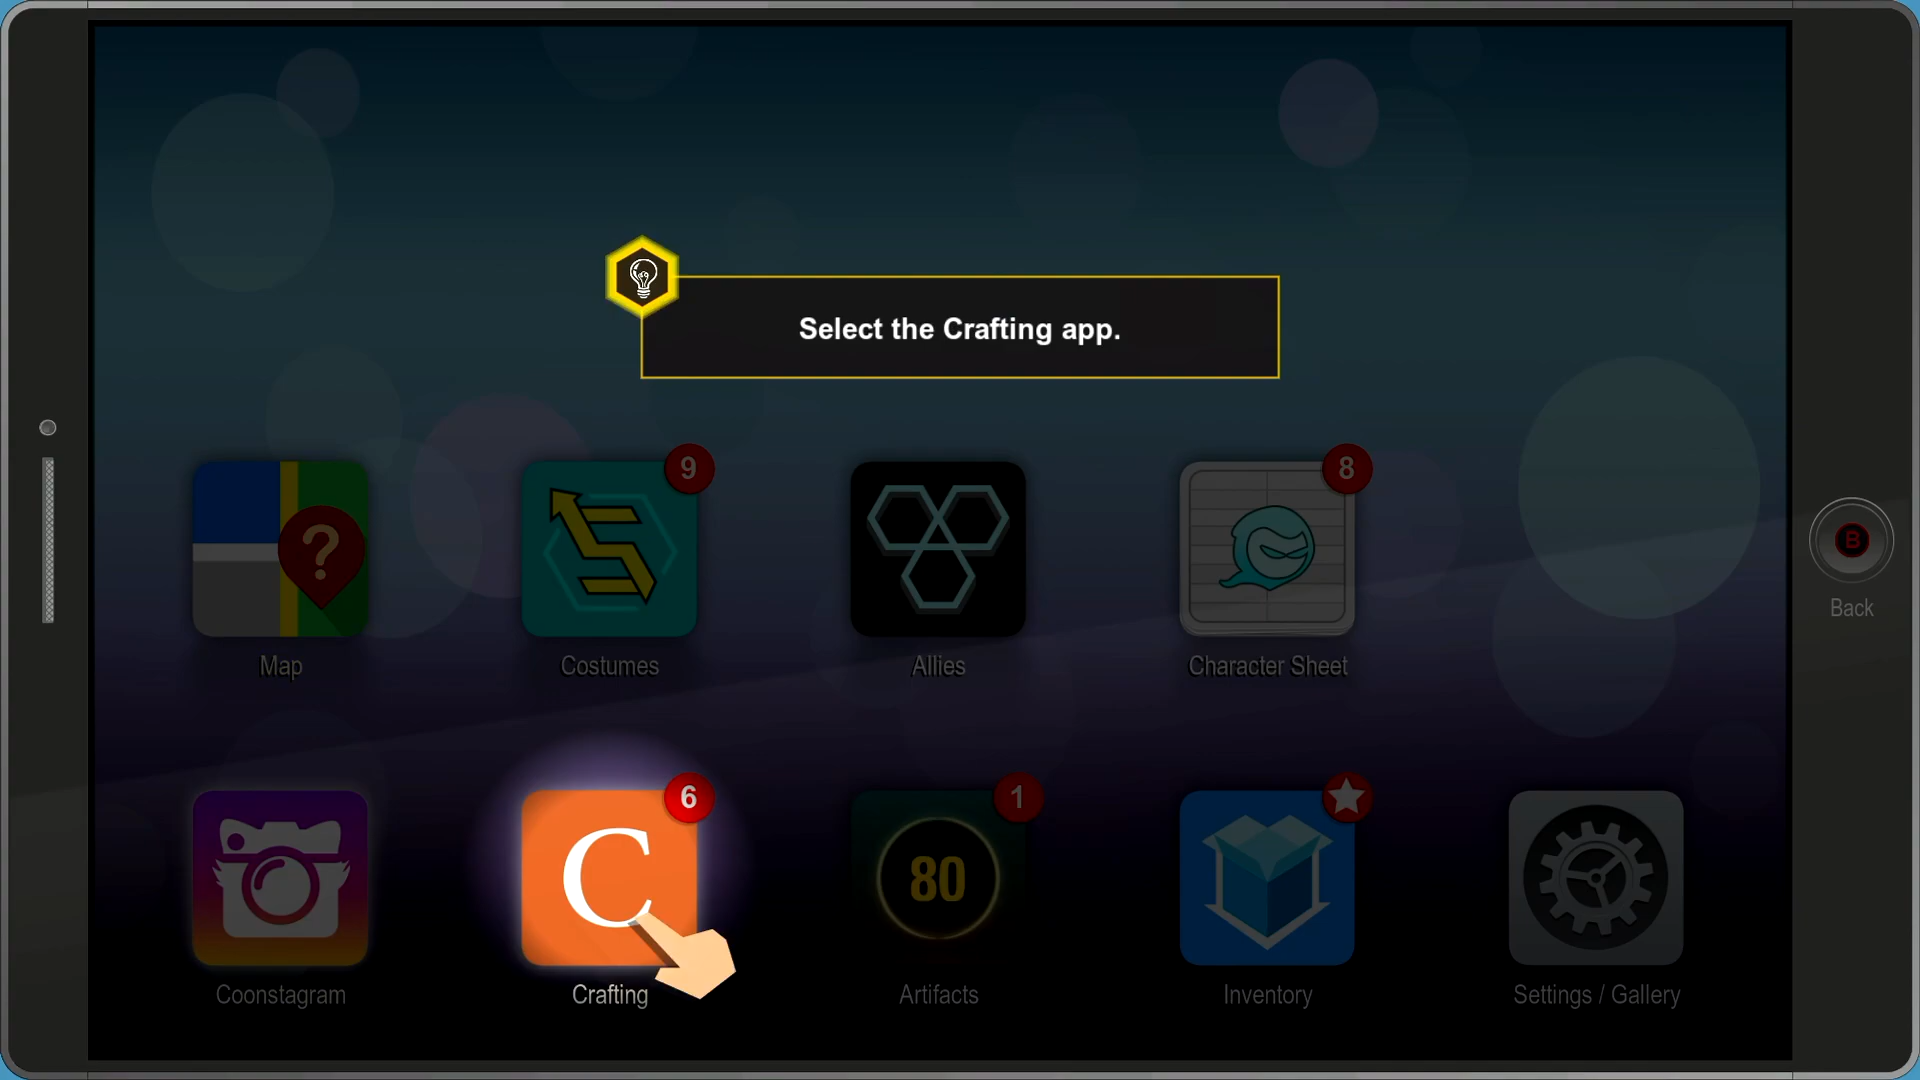 Select the Crafting app.
9
8
?
B
Back
Map
Costumes
Allies
Character Sheet
6
1
C
80
Coonstagram
Crafting
Artifacts
Inventory
Settings / Gallery